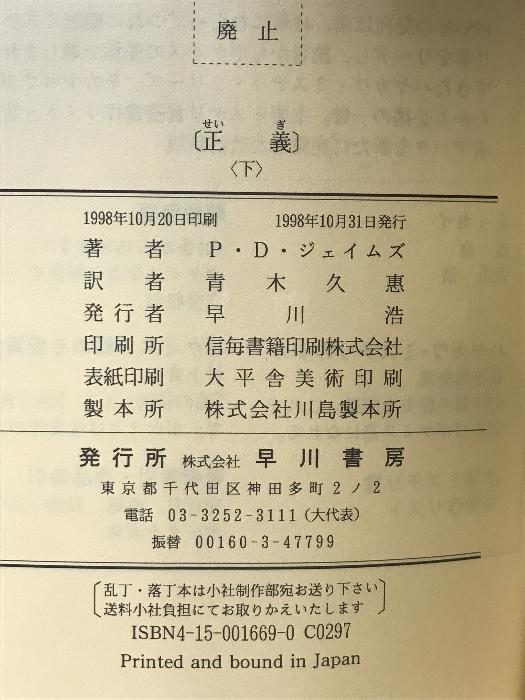 廃止
せい ぎ
〔正義〕
〈下〉
1998年10月20日印刷 1998年10月31日発行
著者 P・D・ジェイムズ
訳者 青木久惠
発行者 早川浩
印刷所 信毎書籍印刷株式会社
表紙印刷 大平舎美術印刷
製本所 株式会社川島製本所
発行所 株式会社 早川書房
東京都千代田区神田多町2ノ2
電話 03-3252-3111(大代表)
振替 00160-3-47799
〔乱丁・落丁本は小社制作部宛お送り下さい
送料小社負担にてお取りかえいたします〕
ISBN4-15-001669-0 C0297
Printed and bound in Japan